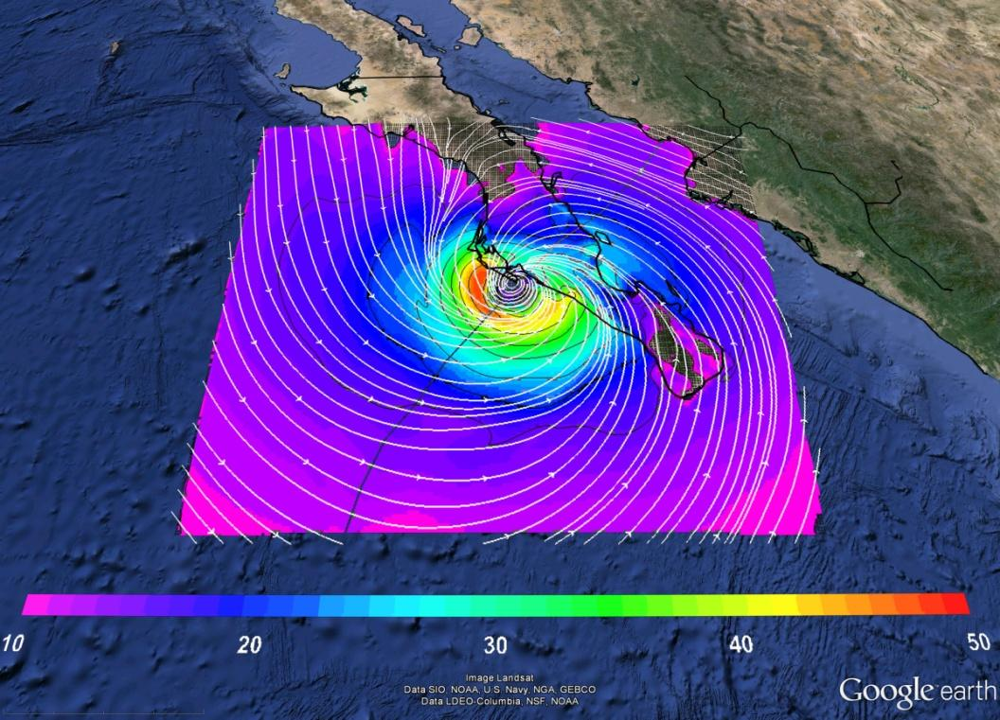 10 20 30 40 50
Image Landsat
Data SIO, NOAA, U.S. Navy, NGA, GEBCO
Data LDEO-Columbia, NSF, NOAA
Google earth